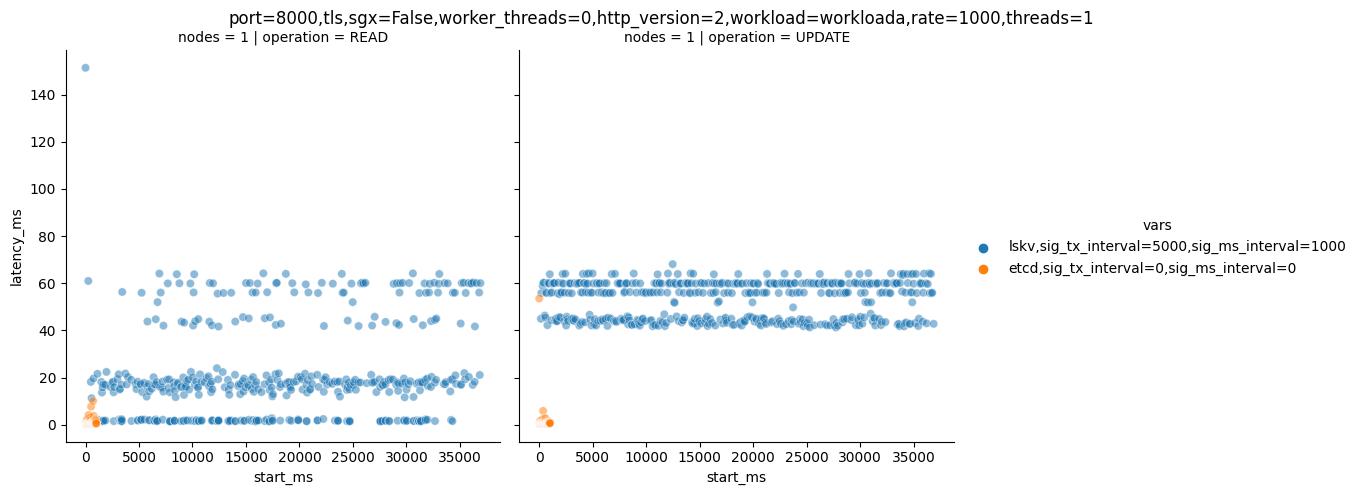 port=8000,tls,sgx=False,worker_threads=0,http_version=2,workload=workloada,rate=1000,threads=1
nodes = 1 | operation = READ
nodes = 1 | operation = UPDATE
latency_ms
140
120
100
80
60
40
20
0
0 5000 10000 15000 20000 25000 30000 35000
start_ms
0 5000 10000 15000 20000 25000 30000 35000
start_ms
vars
lskv,sig_tx_interval=5000,sig_ms_interval=1000
etcd,sig_tx_interval=0,sig_ms_interval=0